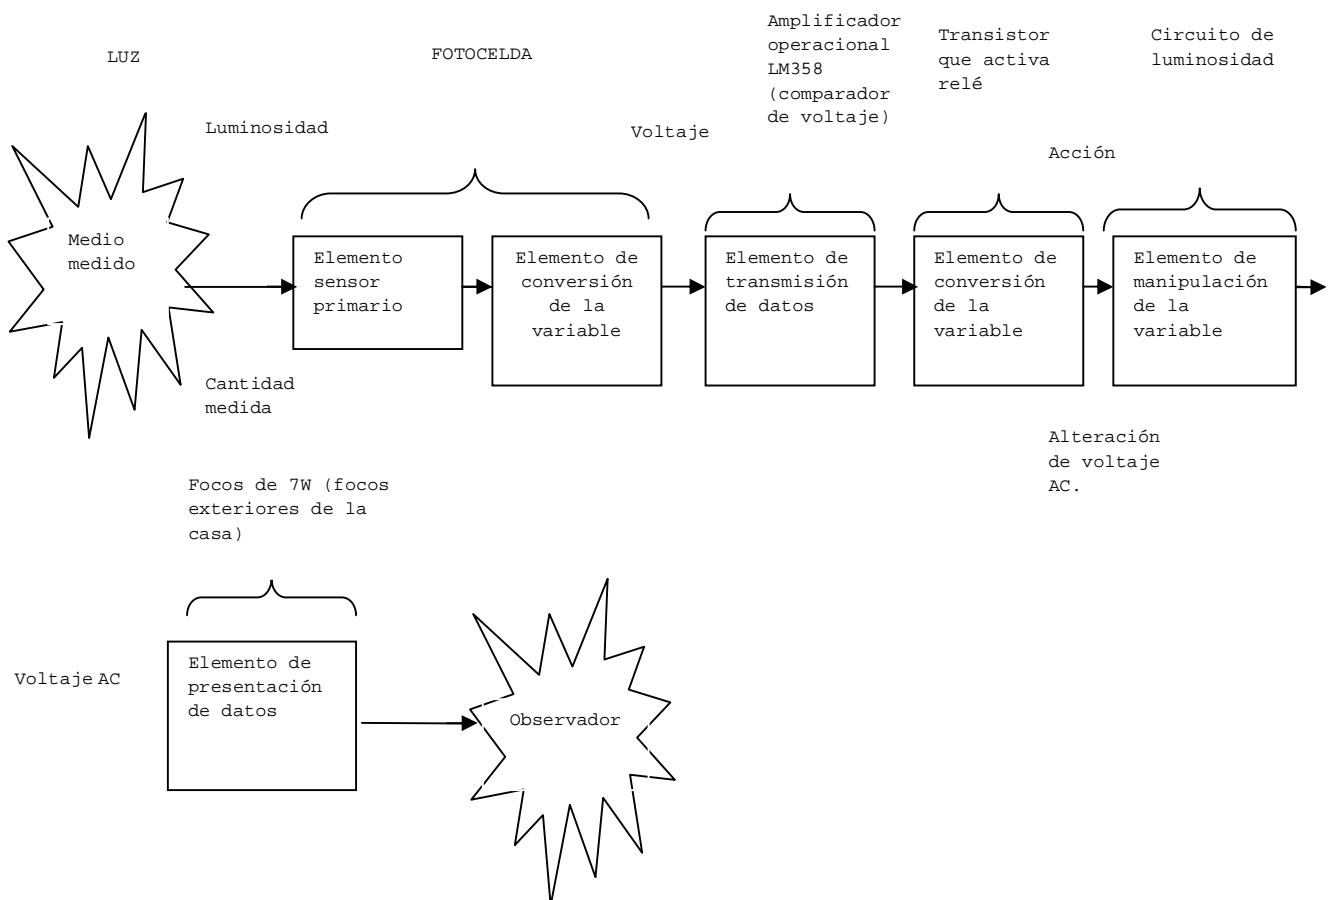 LUZ
FOTOCELDA
Amplificador
operacional
LM358
(comparador
de voltaje)
Transistor
que activa
relé
Circuito de
luminosidad
Luminosidad
Voltaje
Acción
Medio
medido
Elemento
sensor
primario
Elemento de
conversión
de la
variable
Elemento de
transmisión
de datos
Elemento de
conversión
de la
variable
Elemento de
manipulación
de la
variable
Cantidad
medida
Alteración
de voltaje
AC.
Focos de 7W (focos
exteriores de la
casa)
Voltaje AC
Elemento de
presentación
de datos
Observador